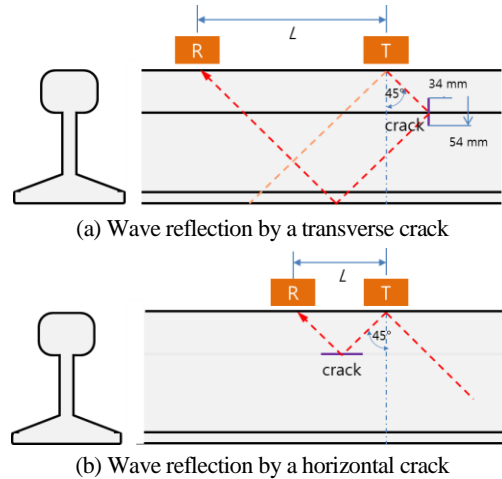 L
R
T
45°
34 mm
crack
54 mm
(a) Wave reflection by a transverse crack
L
R
T
45°
crack
(b) Wave reflection by a horizontal crack